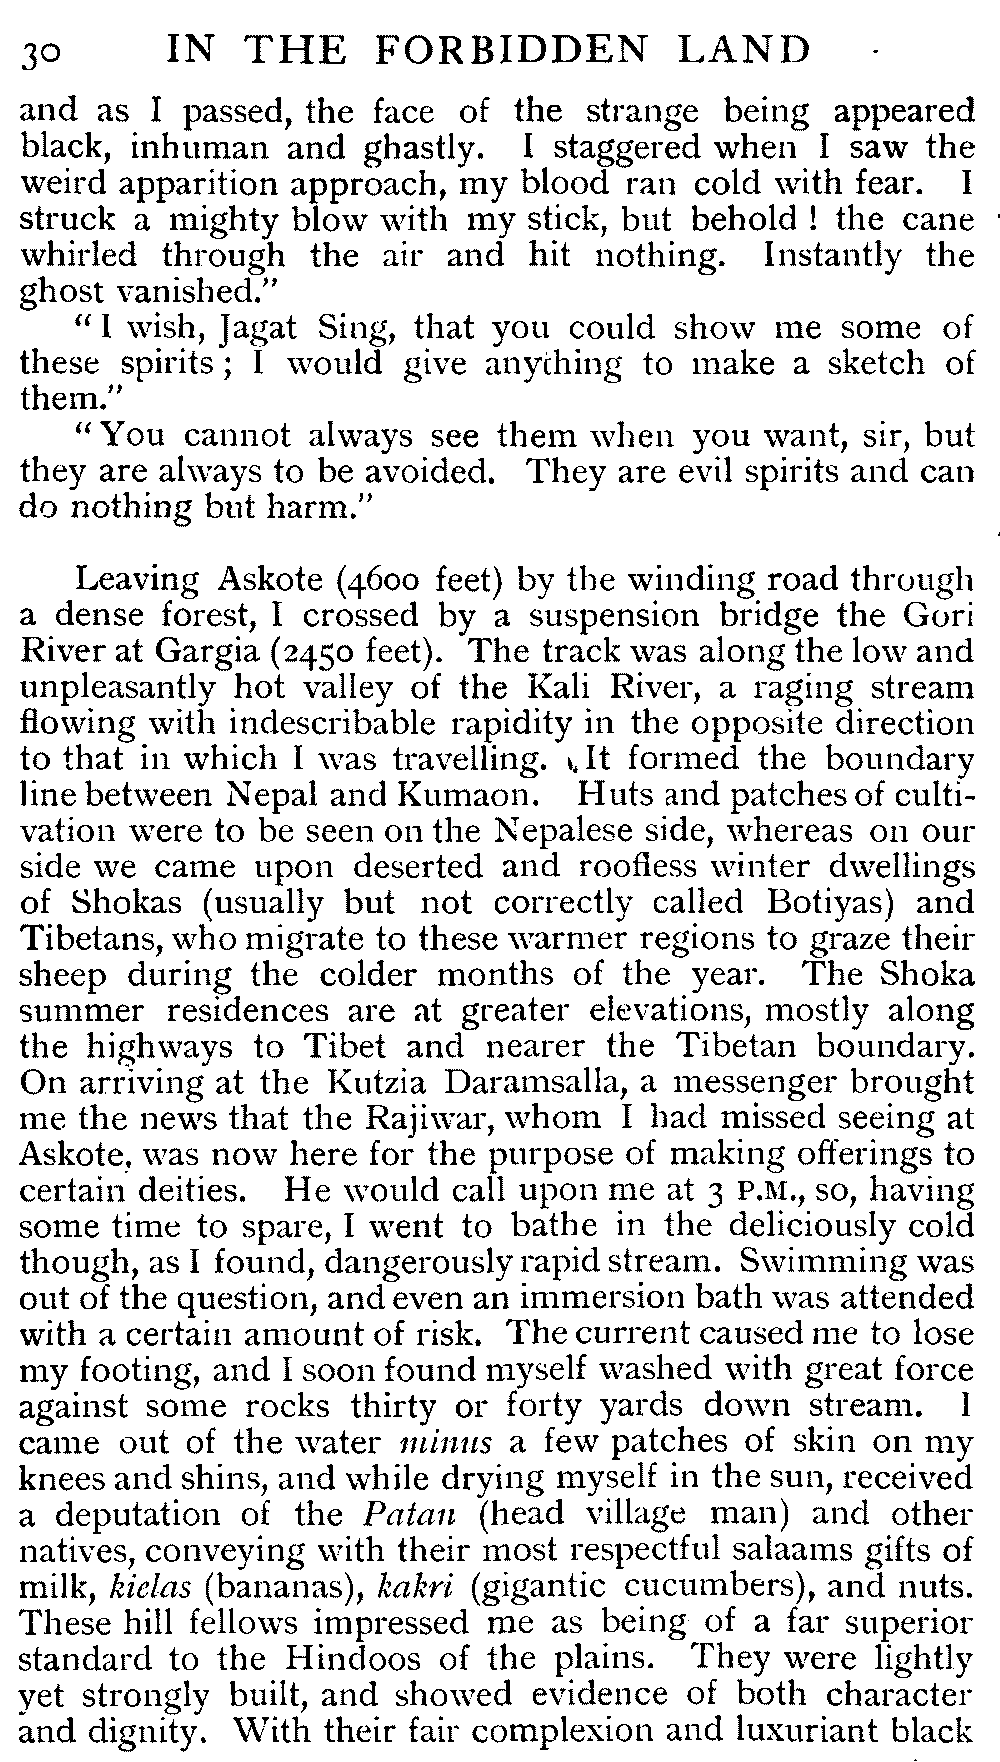 30 IN THE FORBIDDEN LAND
and as I passed, the face of the strange being appeared
black, inhuman and ghastly. I staggered when I saw the
weird apparition approach, my blood ran cold with fear. I
struck a mighty blow with my stick, but behold ! the cane
whirled through the air and hit nothing. Instantly the
ghost vanished."
"I wish, Jagat Sing, that you could show me some of
these spirits ; I would give anything to make a sketch of
them."
"You cannot always see them when you want, sir, but
they are always to be avoided. They are evil spirits and can
do nothing but harm."
Leaving Askote (4600 feet) by the winding road through
a dense forest, I crossed by a suspension bridge the Gori
River at Gargia (2450 feet). The track was along the low and
unpleasantly hot valley of the Kali River, a raging stream
flowing with indescribable rapidity in the opposite direction
to that in which I was travelling. It formed the boundary
line between Nepal and Kumaon. Huts and patches of culti-
vation were to be seen on the Nepalese side, whereas on our
side we came upon deserted and roofless winter dwellings
of Shokas (usually but not correctly called Botiyas) and
Tibetans, who migrate to these warmer regions to graze their
sheep during the colder months of the year. The Shoka
summer residences are at greater elevations, mostly along
the highways to Tibet and nearer the Tibetan boundary.
On arriving at the Kutzia Daramsalla, a messenger brought
me the news that the Rajiwar, whom I had missed seeing at
Askote, was now here for the purpose of making offerings to
certain deities. He would call upon me at 3 P.M., so, having
some time to spare, I went to bathe in the deliciously cold
though, as I found, dangerously rapid stream. Swimming was
out of the question, and even an immersion bath was attended
with a certain amount of risk. The current caused me to lose
my footing, and I soon found myself washed with great force
against some rocks thirty or forty yards down stream. I
came out of the water minus a few patches of skin on my
knees and shins, and while drying myself in the sun, received
a deputation of the Patan (head village man) and other
natives, conveying with their most respectful salaams gifts of
milk, kielas (bananas), kakri (gigantic cucumbers), and nuts.
These hill fellows impressed me as being of a far superior
standard to the Hindoos of the plains. They were lightly
yet strongly built, and showed evidence of both character
and dignity. With their fair complexion and luxuriant black